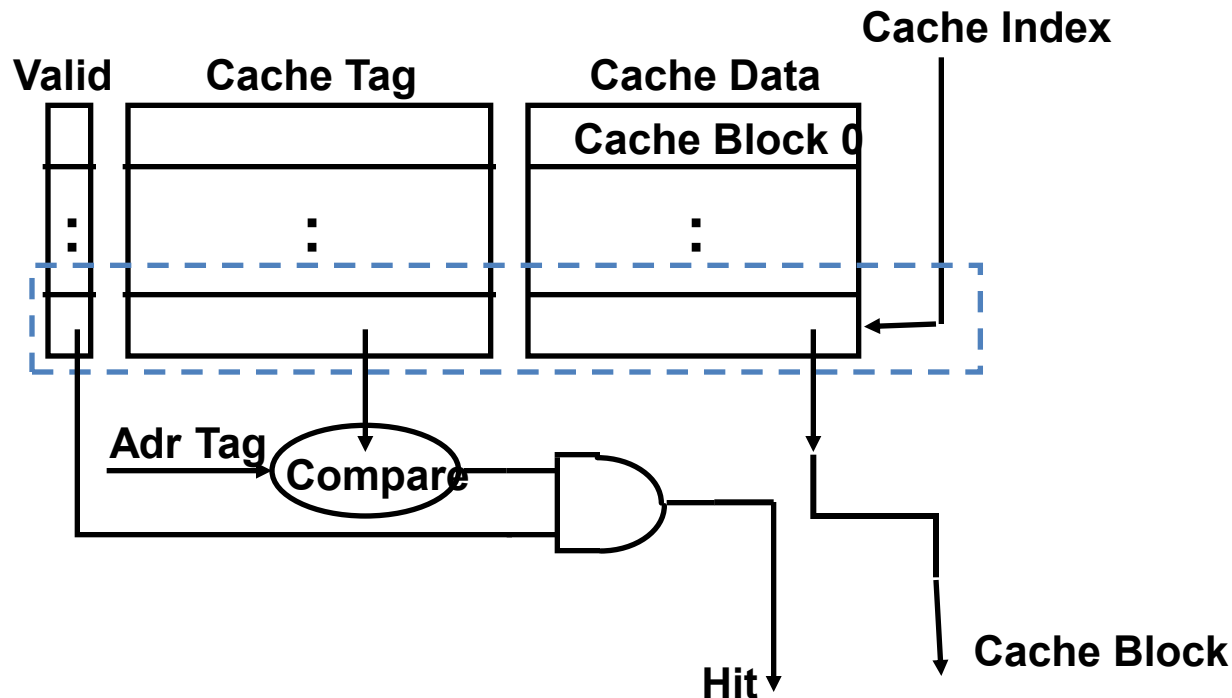 Cache Index
Valid
Cache Tag
Cache Data
Cache Block 0
:
:
:
Adr Tag
Compare
Cache Block
Hit